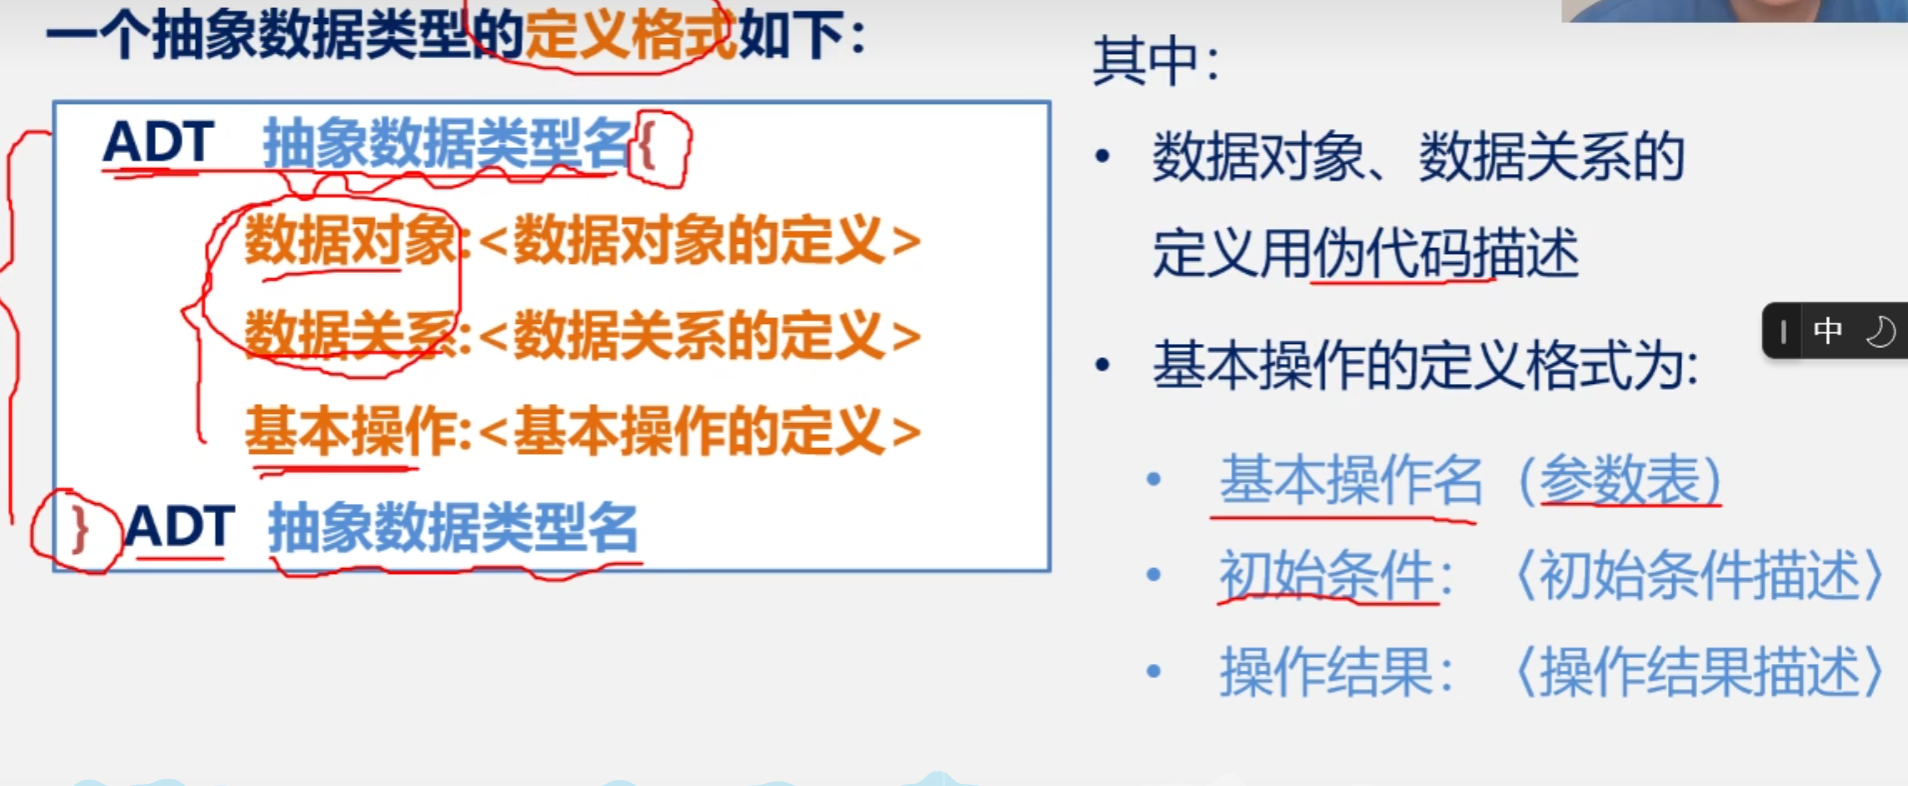 一个抽象数据类型的定义格式如下：
ADT 抽象数据类型名{
数据对象:<数据对象的定义>
数据关系:<数据关系的定义>
基本操作:<基本操作的定义>
} ADT 抽象数据类型名
其中：
• 数据对象、数据关系的
定义用伪代码描述
• 基本操作的定义格式为:
• 基本操作名（参数表）
• 初始条件：〈初始条件描述〉
• 操作结果：〈操作结果描述〉
中